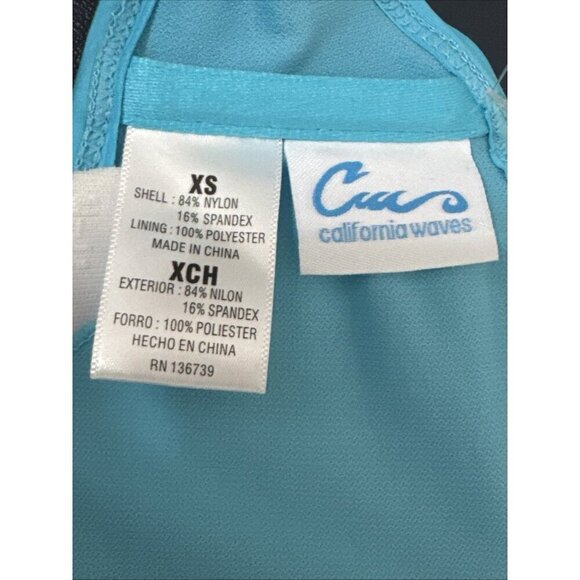 XS
SHELL : 84% NYLON
16% SPANDEX
LINING : 100% POLYESTER
MADE IN CHINA
XCH
EXTERIOR : 84% NILON
16% SPANDEX
FORRO : 100% POLIESTER
HECHO EN CHINA
RN 136739
california waves